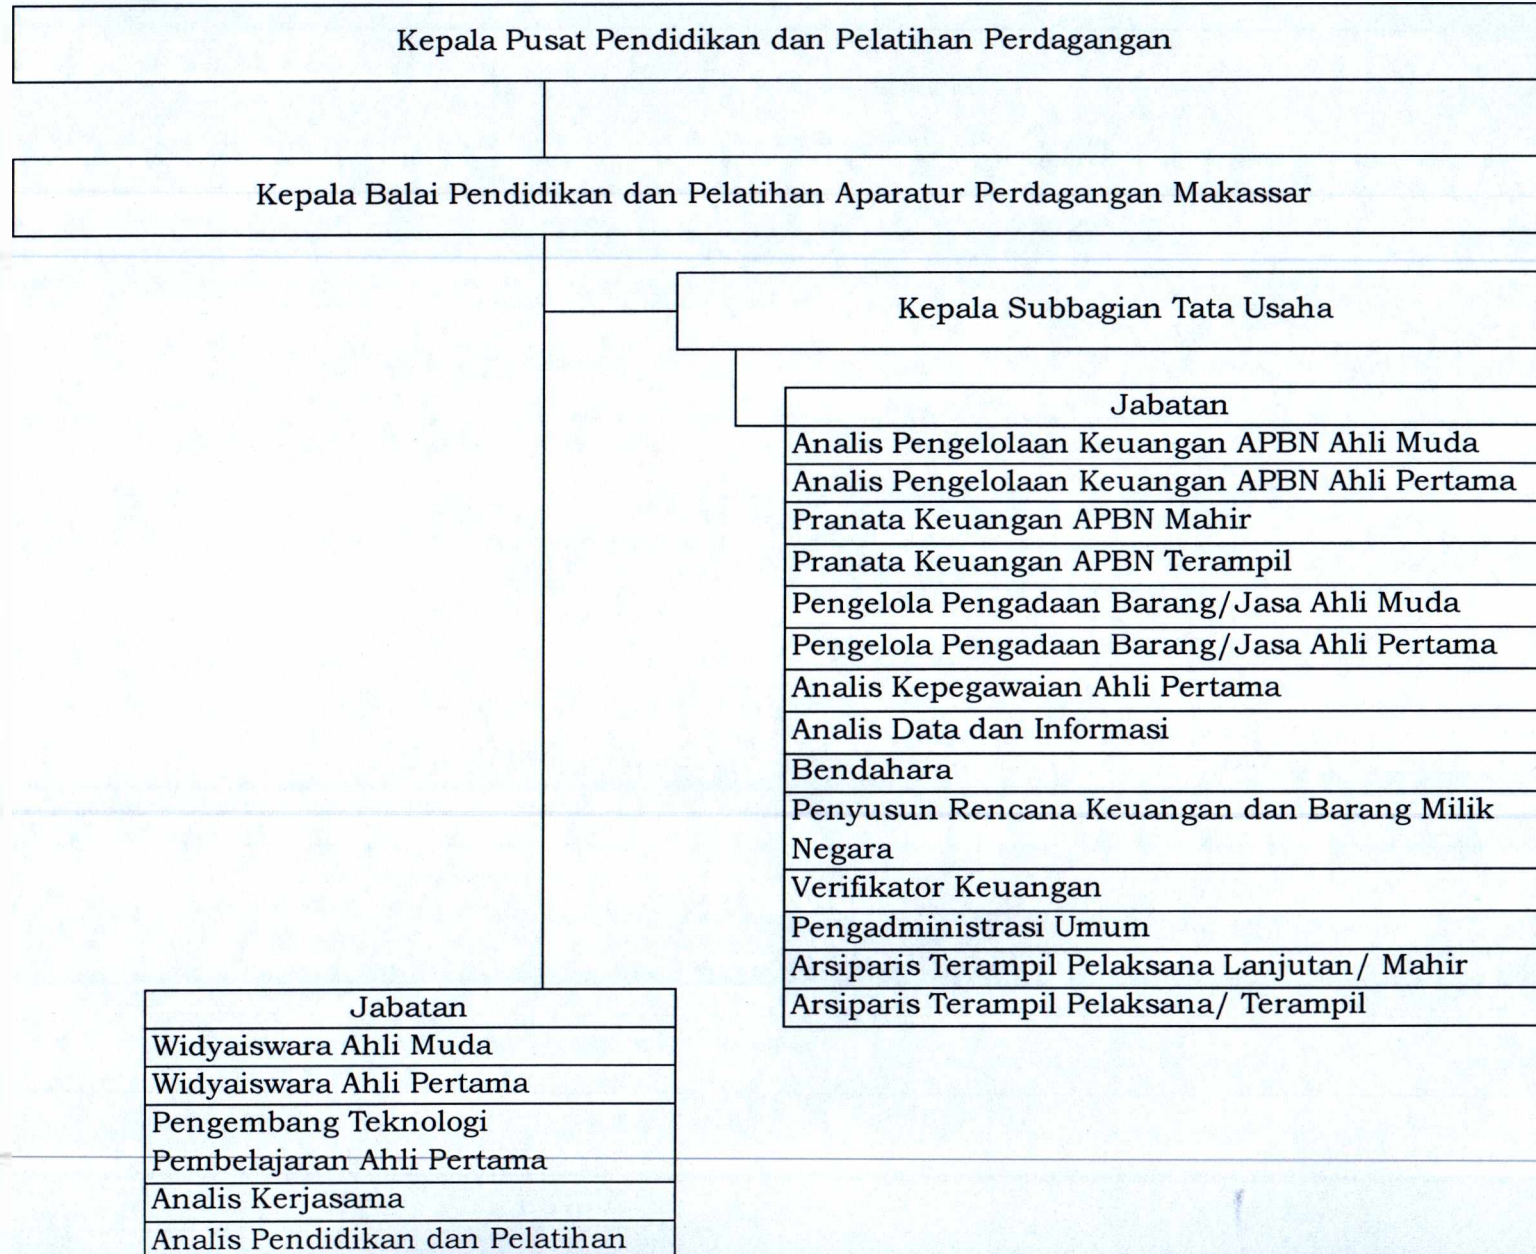 Kepala Pusat Pendidikan dan Pelatihan Perdagangan
Kepala Balai Pendidikan dan Pelatihan Aparatur Perdagangan Makassar
Kepala Subbagian Tata Usaha
Jabatan
Analis Pengelolaan Keuangan APBN Ahli Muda
Analis Pengelolaan Keuangan APBN Ahli Pertama
Pranata Keuangan APBN Mahir
Pranata Keuangan APBN Terampil
Pengelola Pengadaan Barang/Jasa Ahli Muda
Pengelola Pengadaan Barang/Jasa Ahli Pertama
Analis Kepegawaian Ahli Pertama
Analis Data dan Informasi
Bendahara
Penyusun Rencana Keuangan dan Barang Milik
Negara
Verifikator Keuangan
Pengadministrasi Umum
Arsiparis Terampil Pelaksana Lanjutan/ Mahir
Arsiparis Terampil Pelaksana/ Terampil
Jabatan
Widyaiswara Ahli Muda
Widyaiswara Ahli Pertama
Pengembang Teknologi
Pembelajaran Ahli Pertama
Analis Kerjasama
Analis Pendidikan dan Pelatihan